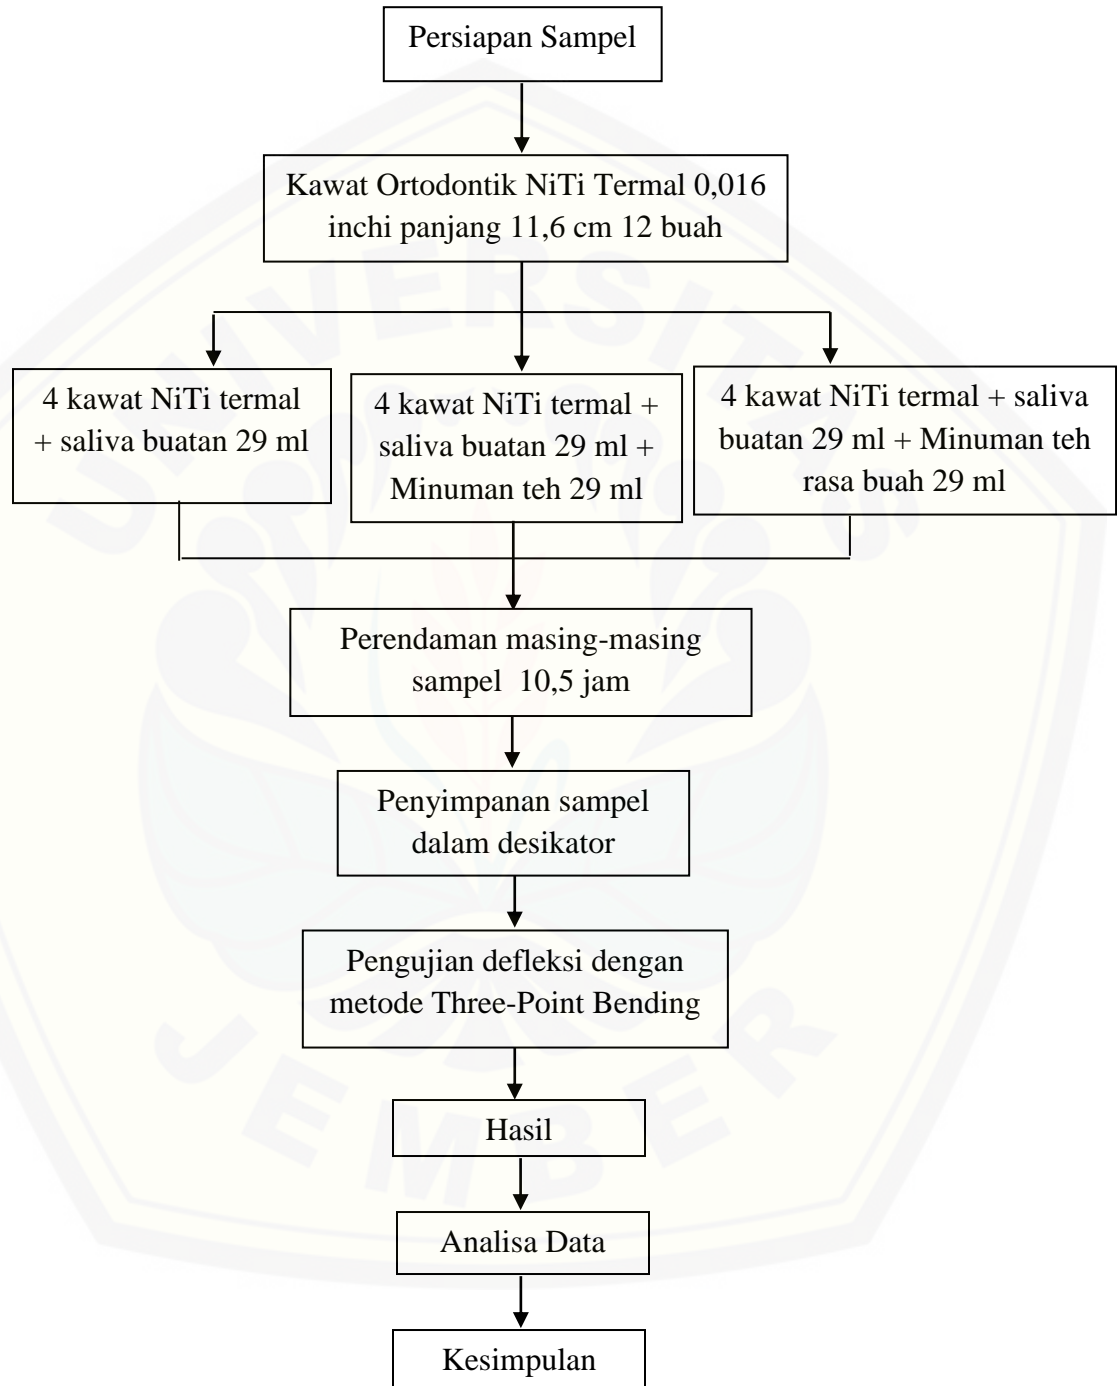 Persiapan Sampel
Kawat Ortodontik NiTi Termal 0,016
inchi panjang 11,6 cm 12 buah
4 kawat NiTi termal
+ saliva buatan 29 ml
4 kawat NiTi termal +
saliva buatan 29 ml +
Minuman teh 29 ml
4 kawat NiTi termal + saliva
buatan 29 ml + Minuman teh
rasa buah 29 ml
Perendaman masing-masing
sampel 10,5 jam
Penyimpanan sampel
dalam desikator
Pengujian defleksi dengan
metode Three-Point Bending
Hasil
Analisa Data
Kesimpulan
UNIVERSITAS
JEMBER